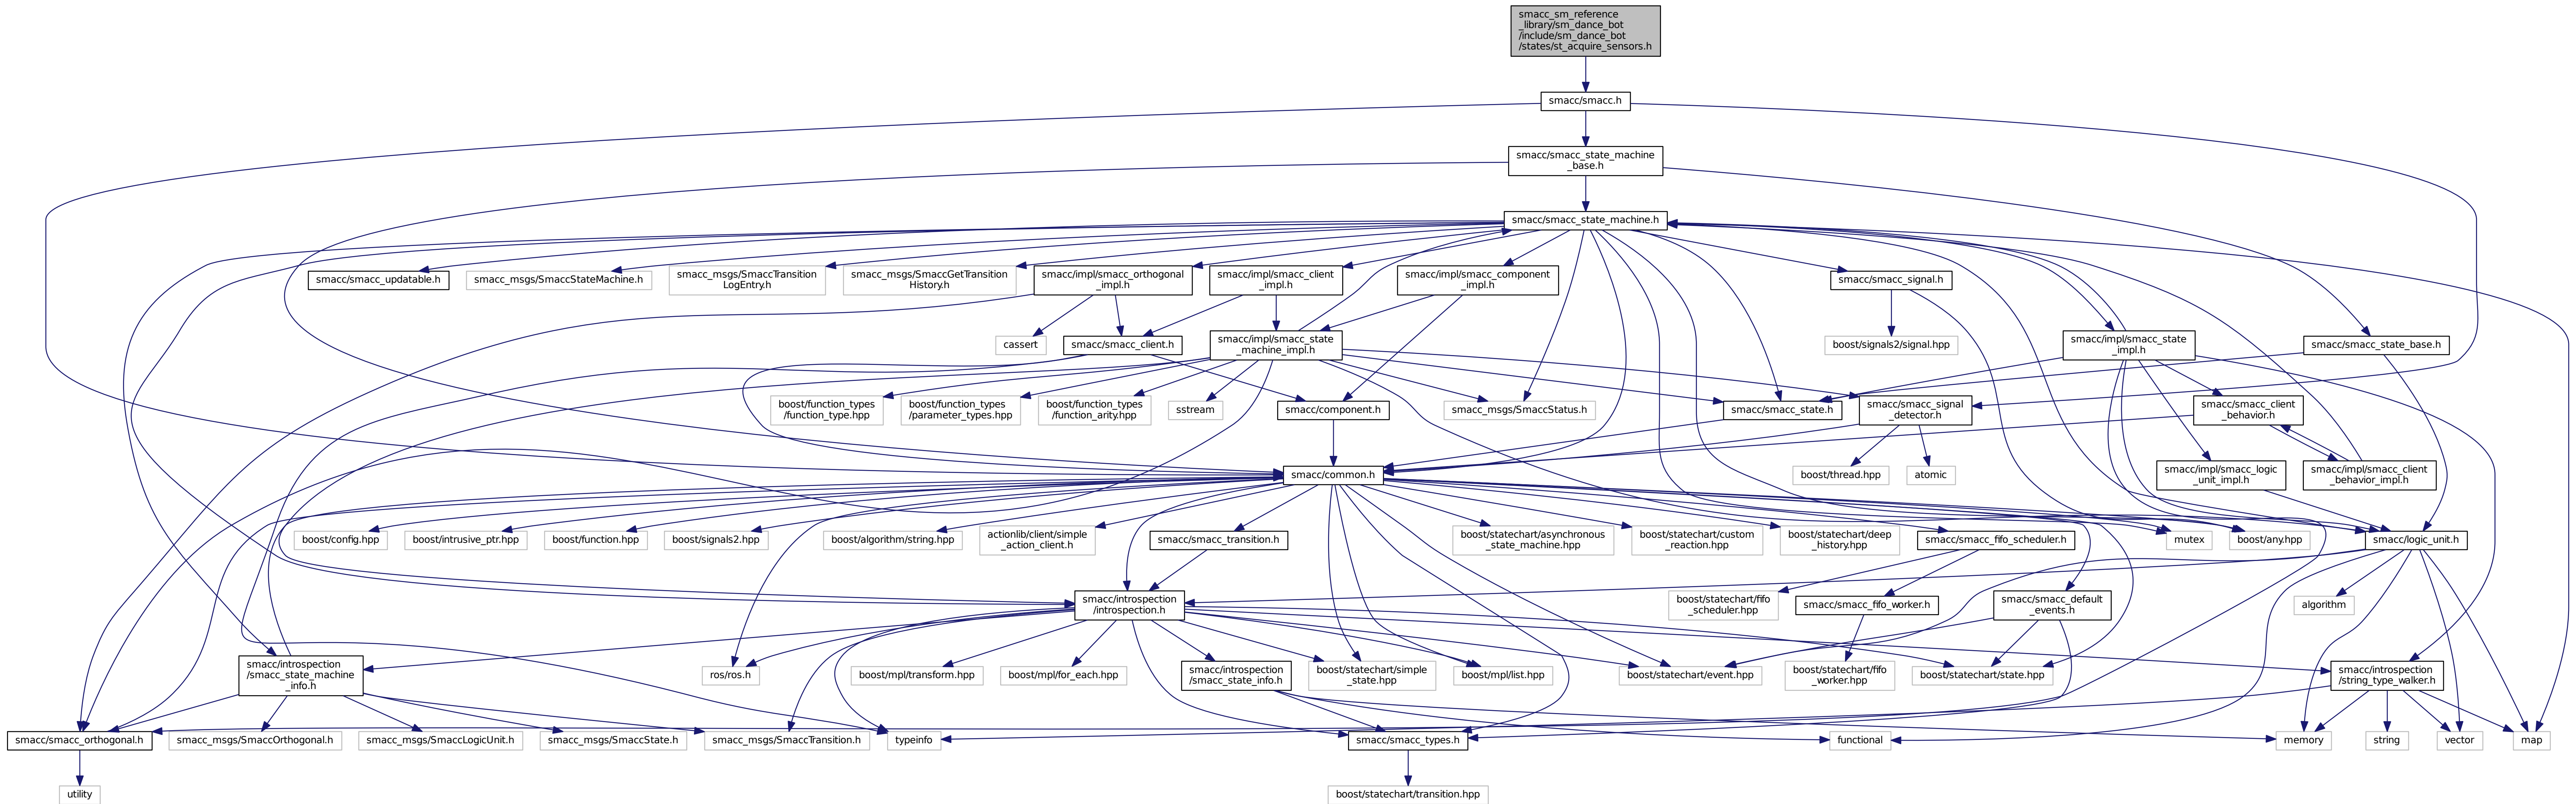 smacc_sm_reference
_library/sm_dance_bot
/include/sm_dance_bot
/states/st_acquire_sensors.h
smacc/smacc.h
smacc/smacc_state_machine
_base.h
smacc/smacc_state_machine.h
smacc/smacc_updatable.h
smacc_msgs/SmaccStateMachine.h
smacc_msgs/SmaccTransition
LogEntry.h
smacc_msgs/SmaccGetTransition
History.h
smacc/impl/smacc_orthogonal
_impl.h
smacc/impl/smacc_client
_impl.h
smacc/impl/smacc_component
_impl.h
smacc/smacc_signal.h
cassert
smacc/smacc_client.h
smacc/impl/smacc_state
_machine_impl.h
boost/signals2/signal.hpp
smacc/impl/smacc_state
_impl.h
smacc/smacc_state_base.h
boost/function_types
/function_type.hpp
boost/function_types
/parameter_types.hpp
boost/function_types
/function_arity.hpp
sstream
smacc/component.h
smacc_msgs/SmaccStatus.h
smacc/smacc_state.h
smacc/smacc_signal
_detector.h
smacc/smacc_client
_behavior.h
smacc/common.h
boost/thread.hpp
atomic
smacc/impl/smacc_logic
_unit_impl.h
smacc/impl/smacc_client
_behavior_impl.h
boost/config.hpp
boost/intrusive_ptr.hpp
boost/function.hpp
boost/signals2.hpp
boost/algorithm/string.hpp
actionlib/client/simple
_action_client.h
smacc/smacc_transition.h
boost/statechart/asynchronous
_state_machine.hpp
boost/statechart/custom
_reaction.hpp
boost/statechart/deep
_history.hpp
smacc/smacc_fifo_scheduler.h
mutex
boost/any.hpp
smacc/logic_unit.h
smacc/introspection
/introspection.h
boost/statechart/fifo
_scheduler.hpp
smacc/smacc_fifo_worker.h
smacc/smacc_default
_events.h
algorithm
smacc/introspection
/smacc_state_machine
_info.h
ros/ros.h
boost/mpl/transform.hpp
boost/mpl/for_each.hpp
smacc/introspection
/smacc_state_info.h
boost/statechart/simple
_state.hpp
boost/mpl/list.hpp
boost/statechart/event.hpp
boost/statechart/fifo
_worker.hpp
boost/statechart/state.hpp
smacc/introspection
/string_type_walker.h
smacc/smacc_orthogonal.h
smacc_msgs/SmaccOrthogonal.h
smacc_msgs/SmaccLogicUnit.h
smacc_msgs/SmaccState.h
smacc_msgs/SmaccTransition.h
typeinfo
smacc/smacc_types.h
functional
memory
string
vector
map
utility
boost/statechart/transition.hpp